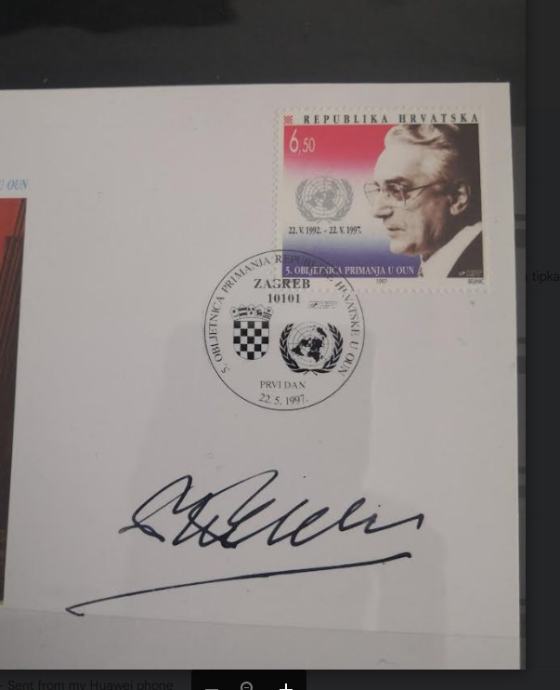 REPUBLIKA HRVATSKA
6,50
U OUN
22. V. 1992. - 22. V. 1997.
5. OBLJETNICA PRIMANJA U OUN
1997
5. OBLJETNICA PRIMANJA REPUBLIKE HRVATSKE U OUN
ZAGREB
10101
tipka
PRVI DAN
22. 5. 1997.
Sent from my Huawei phone